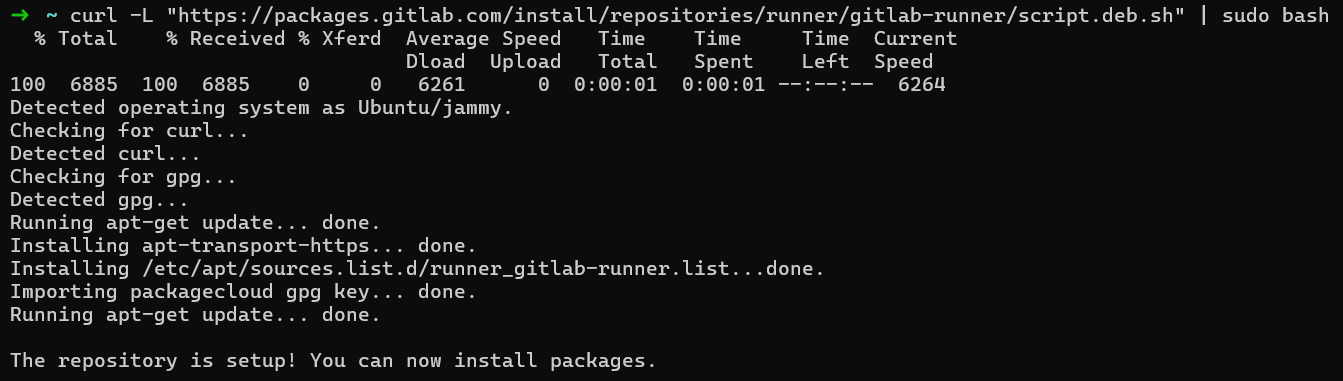 ➜ ~ curl -L "https://packages.gitlab.com/install/repositories/runner/gitlab-runner/script.deb.sh" | sudo bash
  % Total    % Received % Xferd  Average Speed   Time    Time     Time  Current
                                 Dload  Upload   Total   Spent    Left  Speed
100  6885  100  6885    0     0   6261      0  0:00:01  0:00:01 --:--:--  6264
Detected operating system as Ubuntu/jammy.
Checking for curl...
Detected curl...
Checking for gpg...
Detected gpg...
Running apt-get update... done.
Installing apt-transport-https... done.
Installing /etc/apt/sources.list.d/runner_gitlab-runner.list...done.
Importing packagecloud gpg key... done.
Running apt-get update... done.

The repository is setup! You can now install packages.